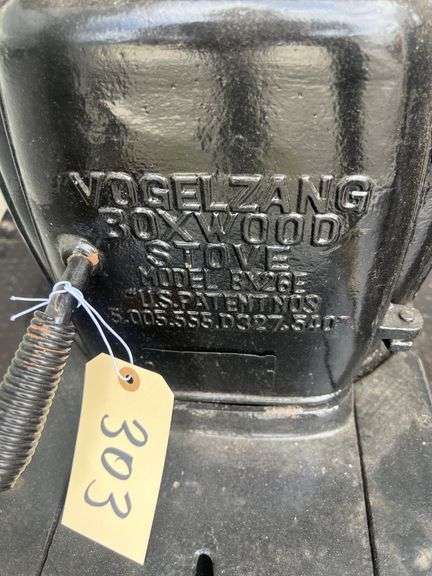 VOGELZANG
BOXWOOD
STOVE
MODEL BX26E
"U.S. PATENT NOS
5,005,555,D327,540"
303